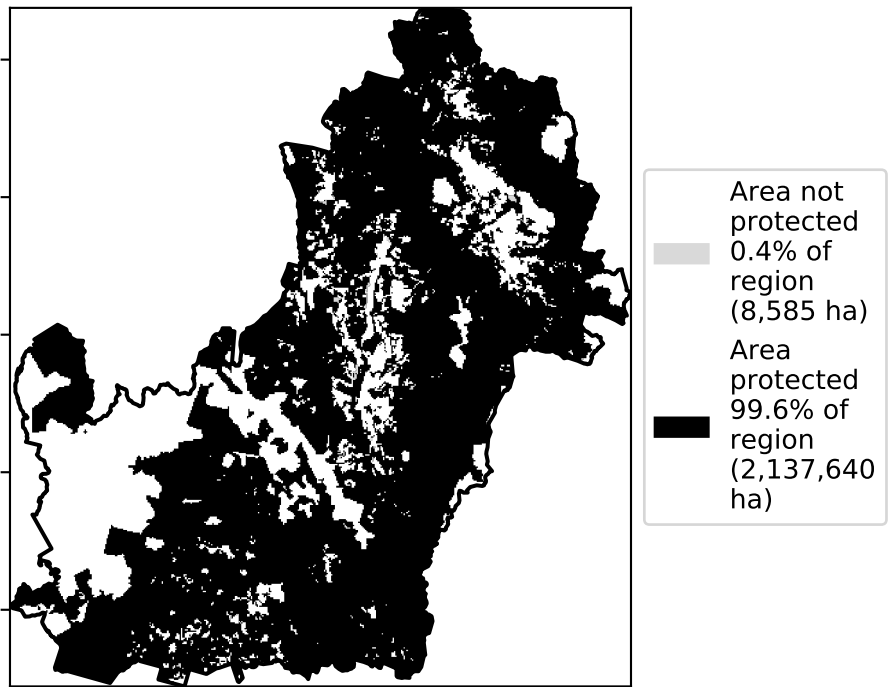 Area not
protected
0.4% of
region
(8,585 ha)
Area
protected
99.6% of
region
(2,137,640
ha)